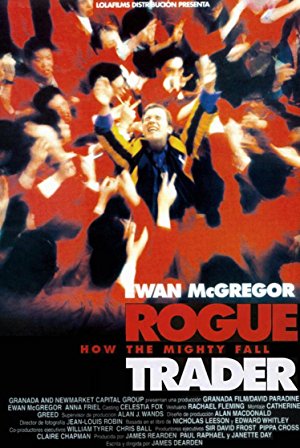 LOLAFILMS DISTRIBUCIÓN PRESENTA
EWAN McGREGOR
ROGUE
HOW THE MIGHTY FALL
TRADER
GRANADA AND NEWMARKET CAPITAL GROUP presentan una producción GRANADA FILM/DAVID PARADINE
EWAN McGREGOR ANNA FRIEL Casting CELESTIA FOX Vestuario RACHAEL FLEMING Montaje CATHERINE
CREED Supervisor de producción ALAN J WANDS Diseño de producción ALAN MACDONALD
Director de fotografía JEAN-LOUIS ROBIN Basada en el libro de NICHOLAS LEESON y EDWARD WHITLEY
Co-productores ejecutivos WILLIAM TYRER CHRIS BALL Productores ejecutivos SIR DAVID FROST PIPPA CROSS
CLAIRE CHAPMAN Producida por JAMES DEARDEN PAUL RAPHAEL y JANETTE DAY
Escrita y dirigida por JAMES DEARDEN